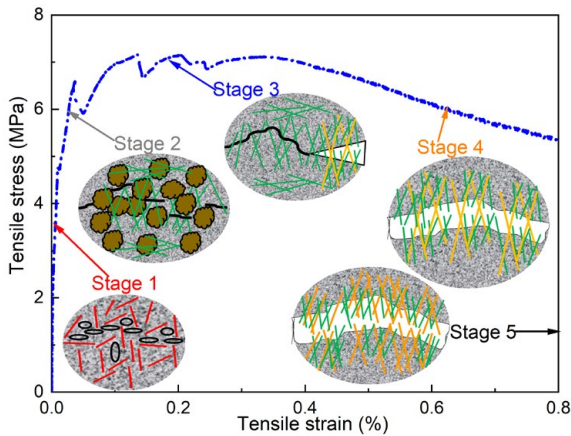 8
6
4
2
0
Tensile stress (MPa)
Stage 3
Stage 2
Stage 4
Stage 1
Stage 5
0.0
0.2
0.4
0.6
0.8
Tensile strain (%)